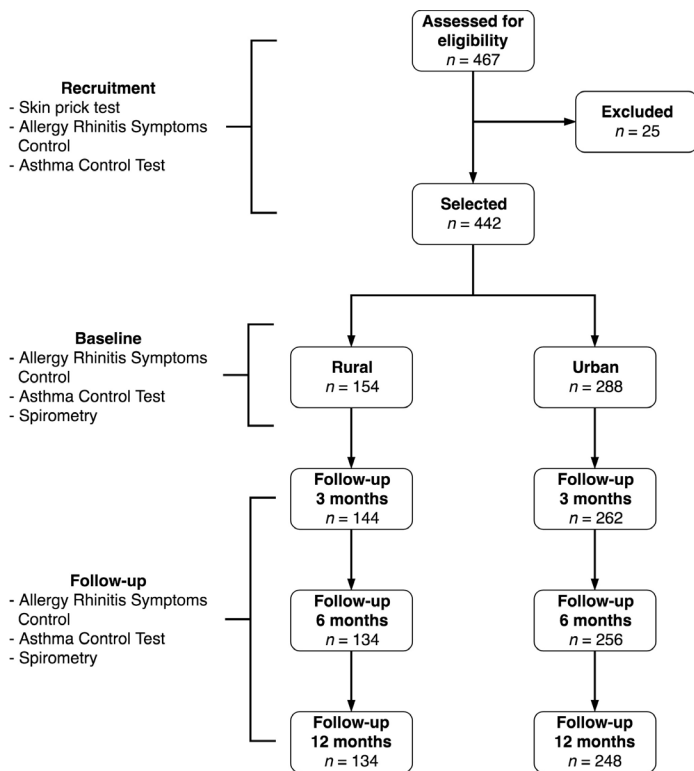 Assessed for
eligibility
n = 467
Recruitment
- Skin prick test
- Allergy Rhinitis Symptoms
Control
- Asthma Control Test
Excluded
n = 25
Selected
n = 442
Baseline
- Allergy Rhinitis Symptoms
Control
- Asthma Control Test
- Spirometry
Rural
n = 154
Urban
n = 288
Follow-up
3 months
n = 144
Follow-up
3 months
n = 262
Follow-up
- Allergy Rhinitis Symptoms
Control
- Asthma Control Test
- Spirometry
Follow-up
6 months
n = 134
Follow-up
6 months
n = 256
Follow-up
12 months
n = 134
Follow-up
12 months
n = 248